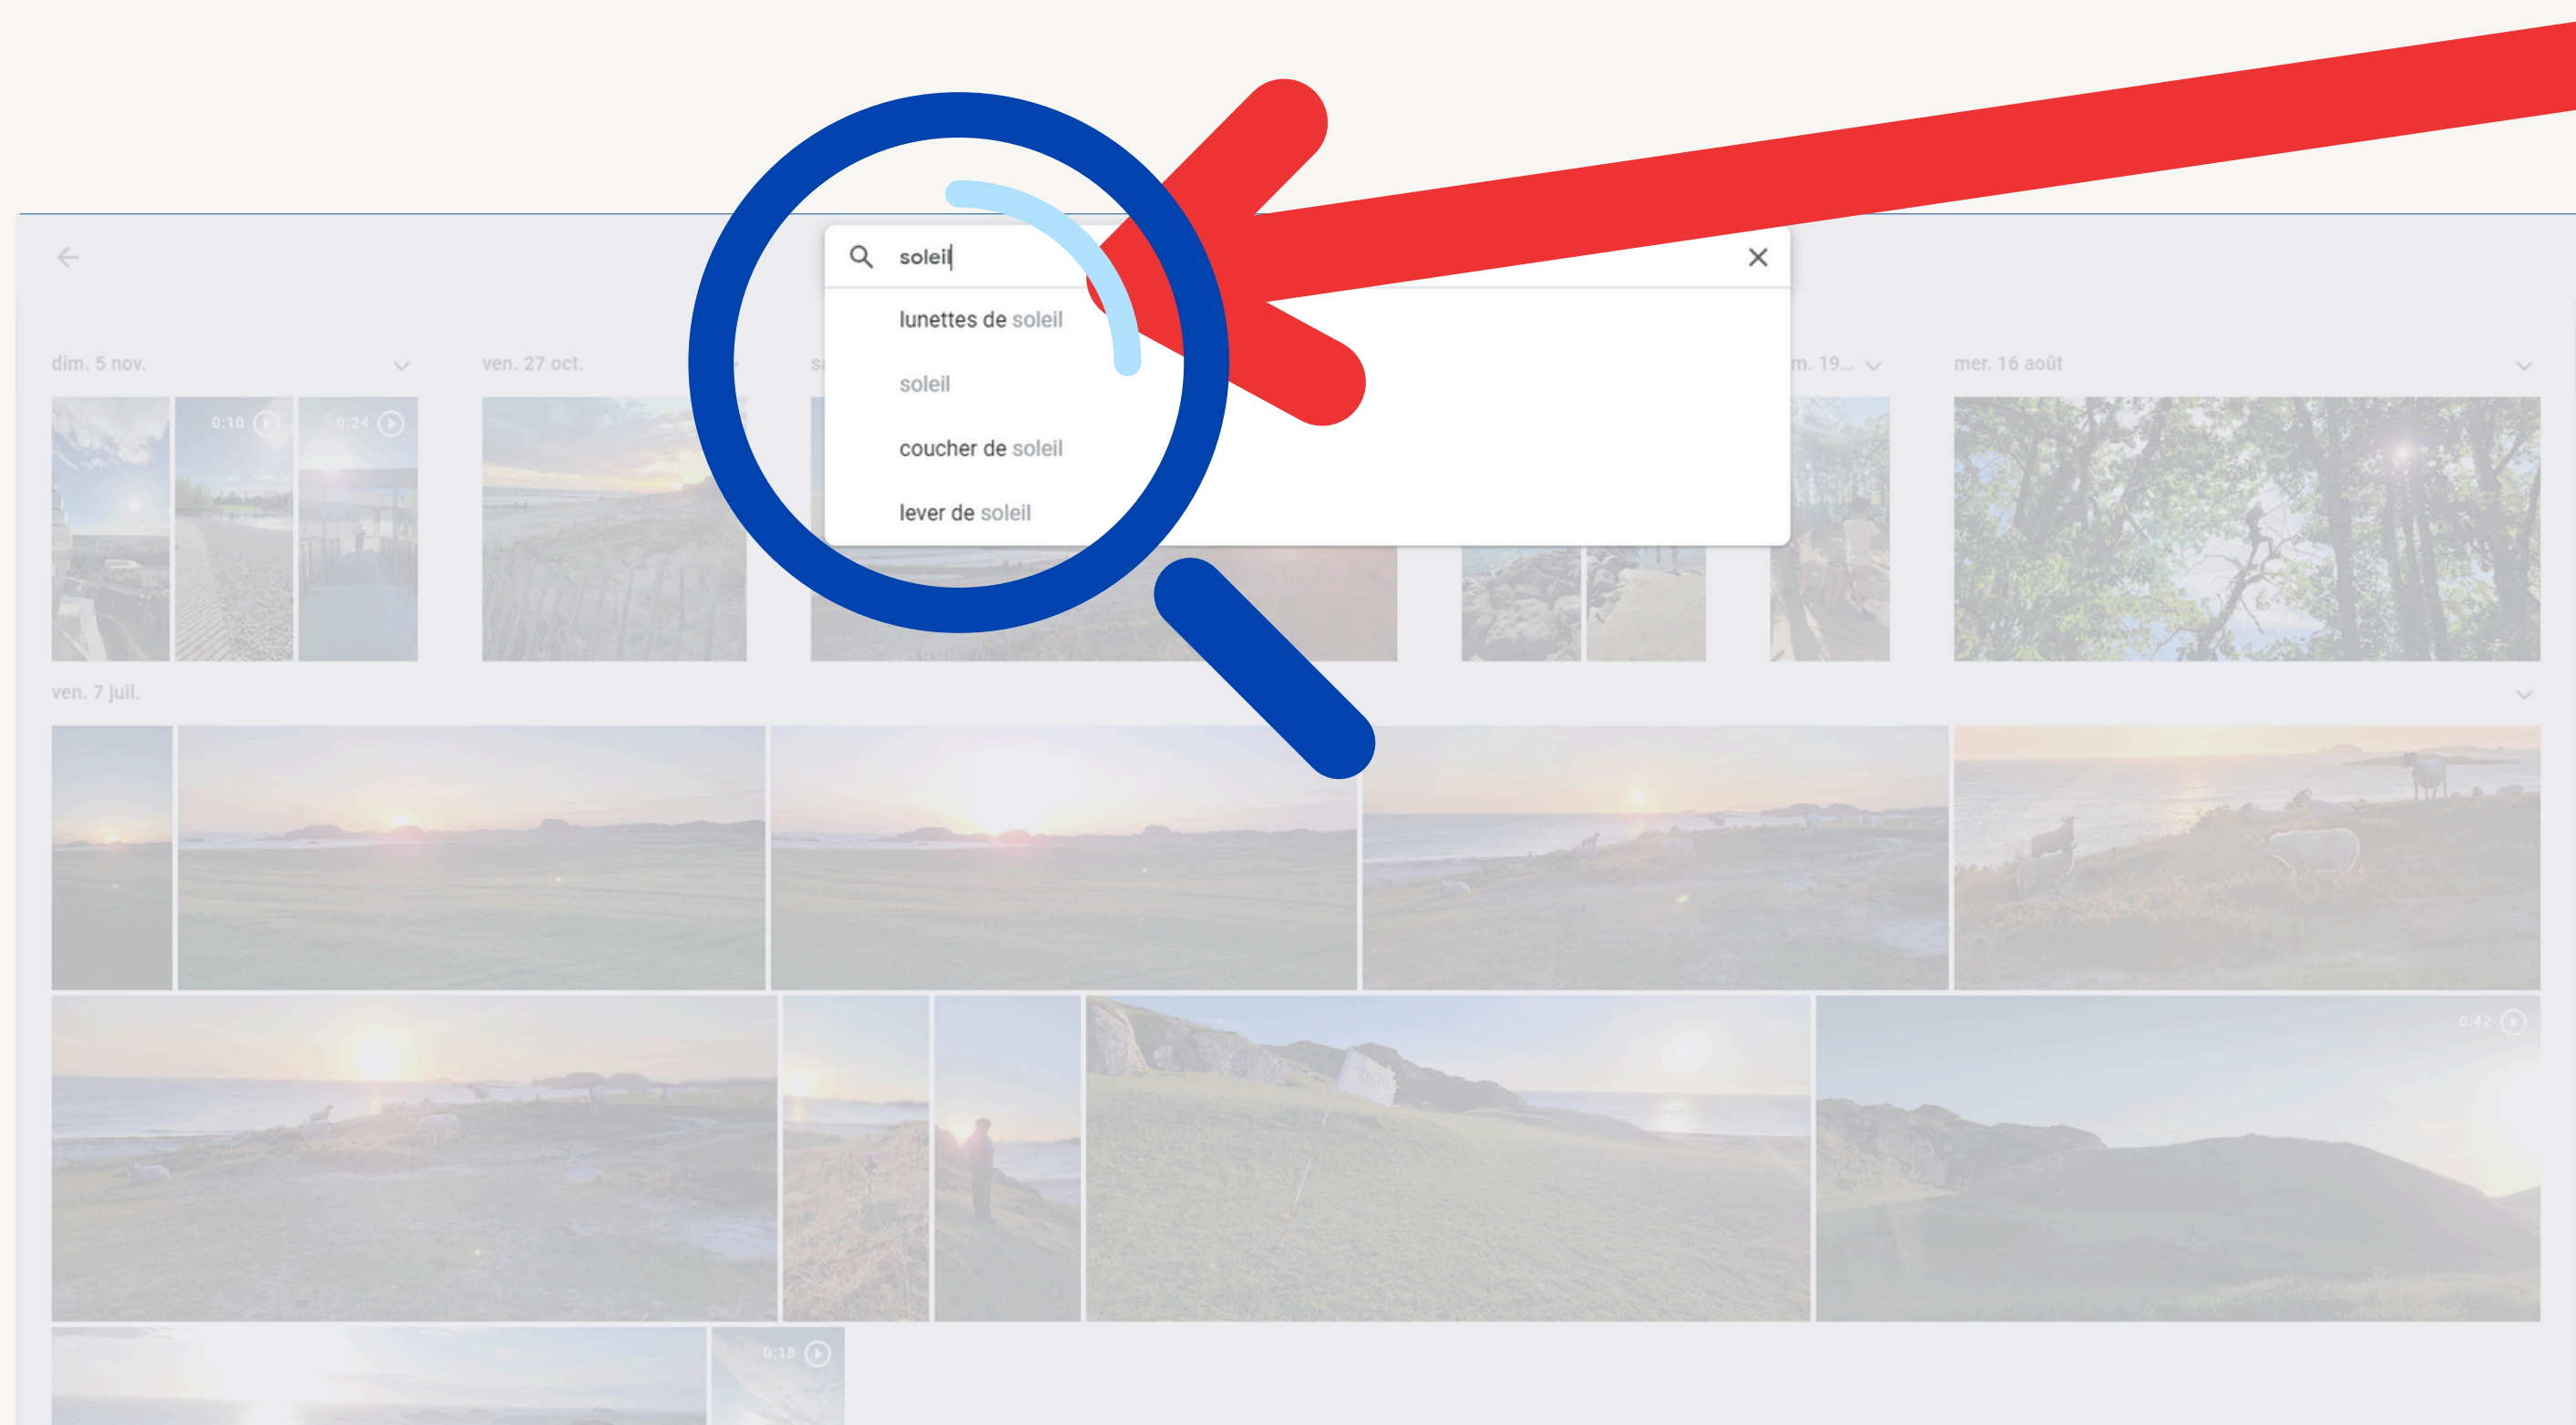 soleil
lunettes de soleil
soleil
coucher de soleil
lever de soleil
dim. 5 nov.
ven. 27 oct.
m. 19...
mer. 16 août
0:10
0:24
ven. 7 juil.
0:42
0:18